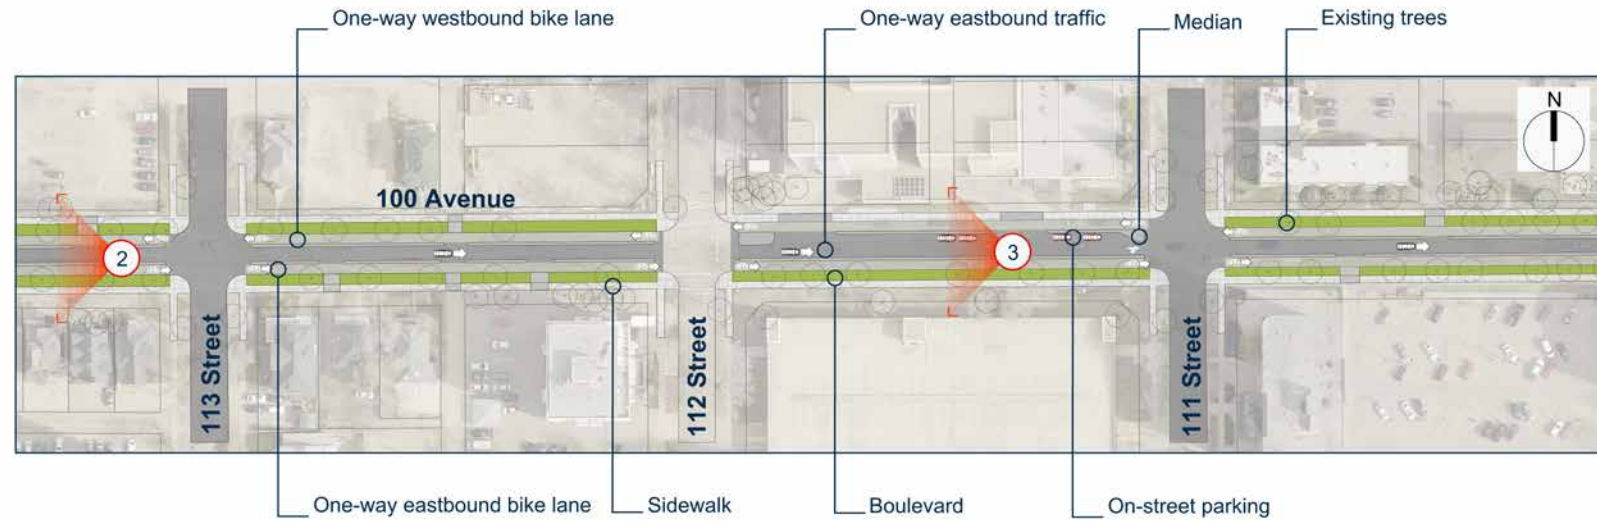 One-way westbound bike lane
One-way eastbound traffic
Median
Existing trees
N
100 Avenue
2
3
113 Street
112 Street
111 Street
One-way eastbound bike lane
Sidewalk
Boulevard
On-street parking